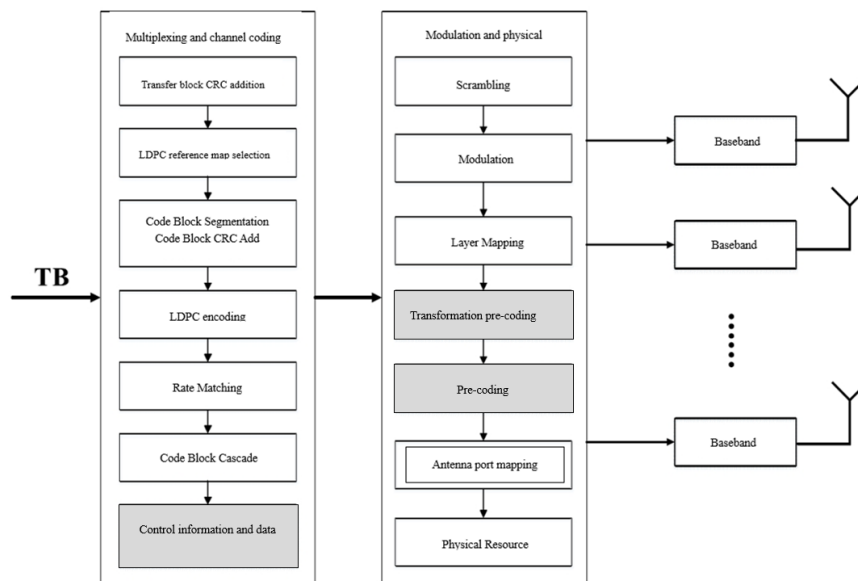 Multiplexing and channel coding
Transfer block CRC addition
LDPC reference map selection
Code Block Segmentation
Code Block CRC Add
TB
LDPC encoding
Rate Matching
Code Block Cascade
Control information and data
Modulation and physical
Scrambling
Modulation
Layer Mapping
Transformation pre-coding
Pre-coding
Antenna port mapping
Physical Resource
Baseband
Baseband
Baseband